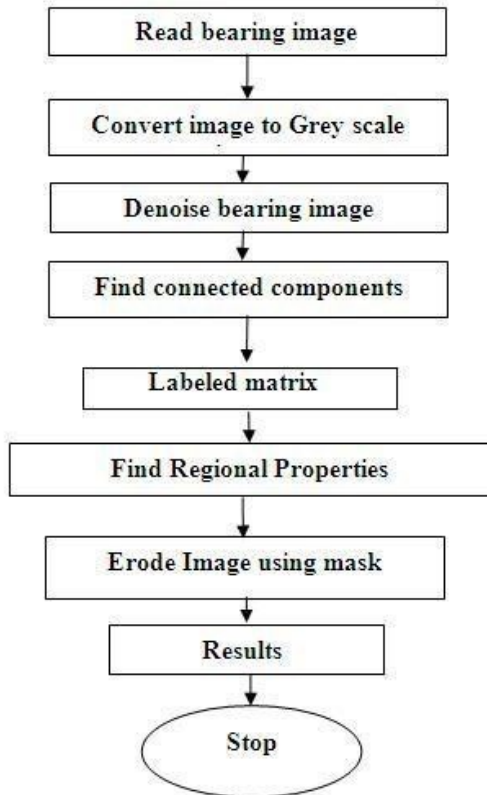 Read bearing image
Convert image to Grey scale
Denoise bearing image
Find connected components
Labeled matrix
Find Regional Properties
Erode Image using mask
Results
Stop